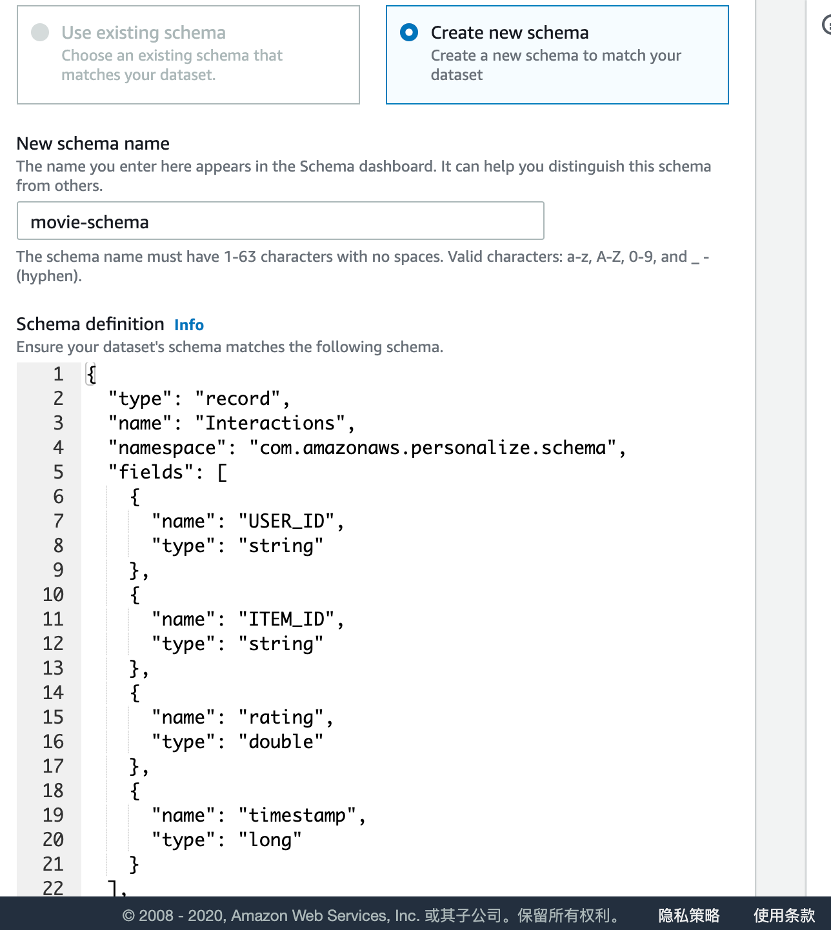 Use existing schema
Choose an existing schema that
matches your dataset.
Create new schema
Create a new schema to match your
dataset
New schema name
The name you enter here appears in the Schema dashboard. It can help you distinguish this schema
from others.
movie-schema
The schema name must have 1-63 characters with no spaces. Valid characters: a-z, A-Z, 0-9, and _ -
(hyphen).
Schema definition Info
Ensure your dataset's schema matches the following schema.
1 {
2 "type": "record",
3 "name": "Interactions",
4 "namespace": "com.amazonaws.personalize.schema",
5 "fields": [
6 {
7 "name": "USER_ID",
8 "type": "string"
9 },
10 {
11 "name": "ITEM_ID",
12 "type": "string"
13 },
14 {
15 "name": "rating",
16 "type": "double"
17 },
18 {
19 "name": "timestamp",
20 "type": "long"
21 }
22 ],
© 2008 - 2020, Amazon Web Services, Inc. 或其子公司。保留所有权利。 隐私策略 使用条款